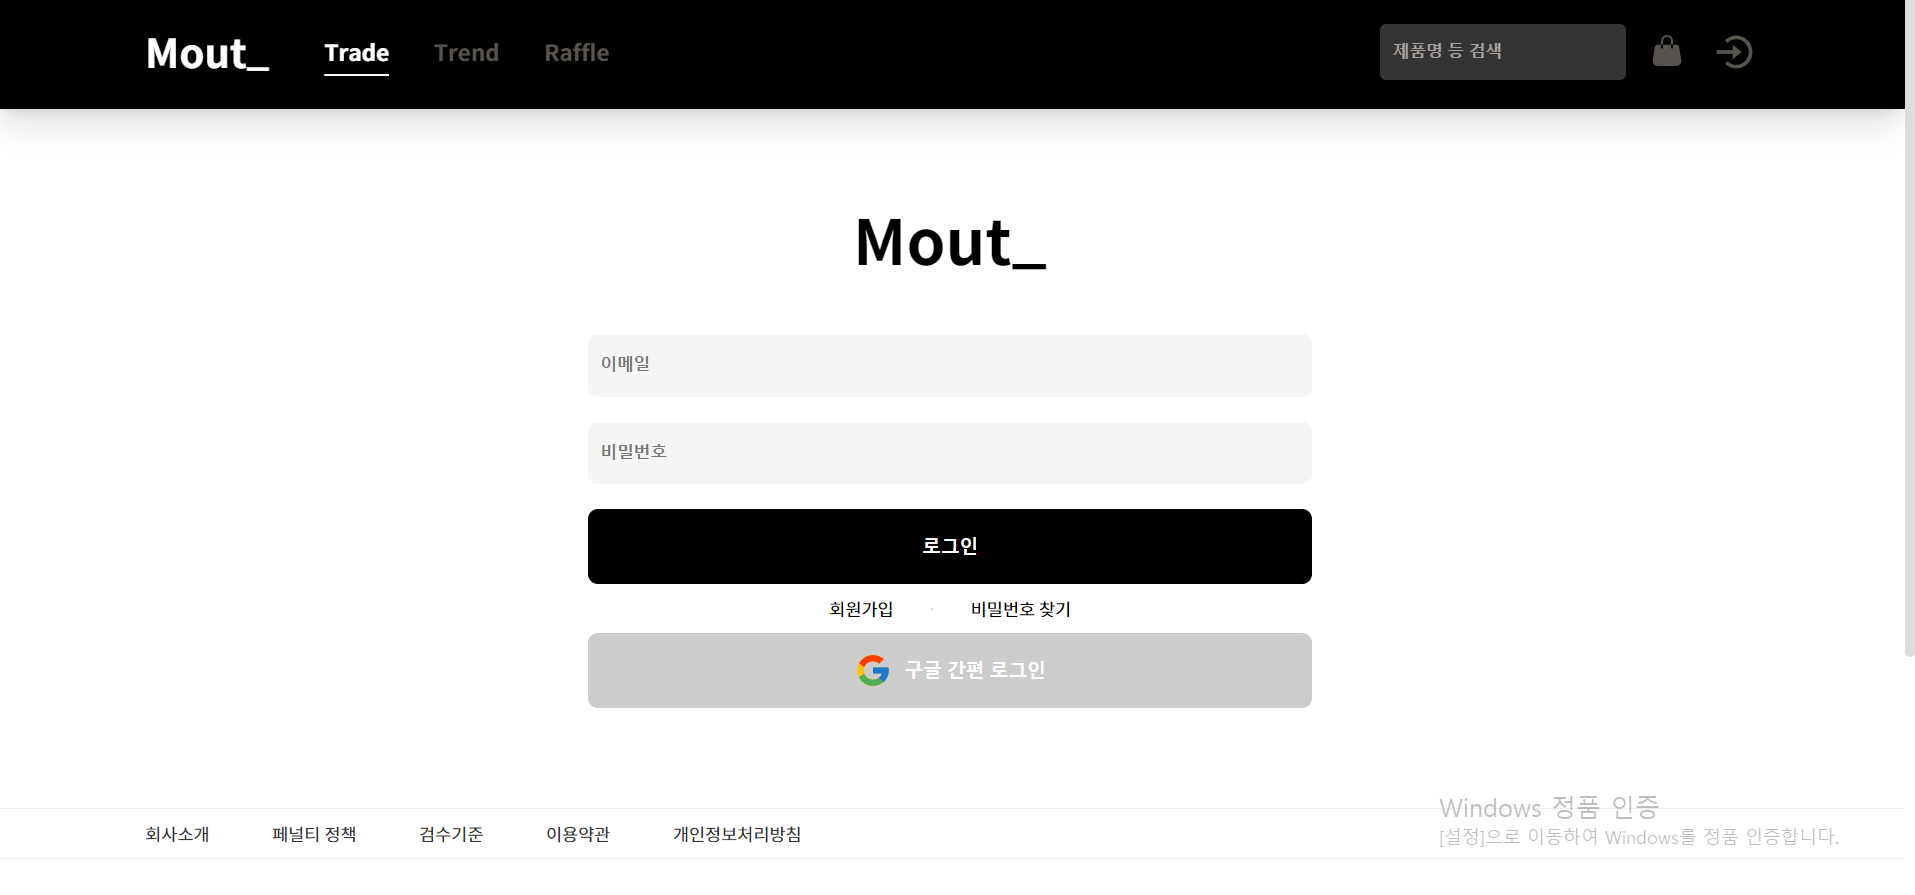 Mout_ Trade Trend Raffle 제품명 등 검색
Mout_
이메일
비밀번호
로그인
회원가입 · 비밀번호 찾기
구글 간편 로그인
회사소개 페널티 정책 검수기준 이용약관 개인정보처리방침
Windows 정품 인증
[설정]으로 이동하여 Windows를 정품 인증합니다.